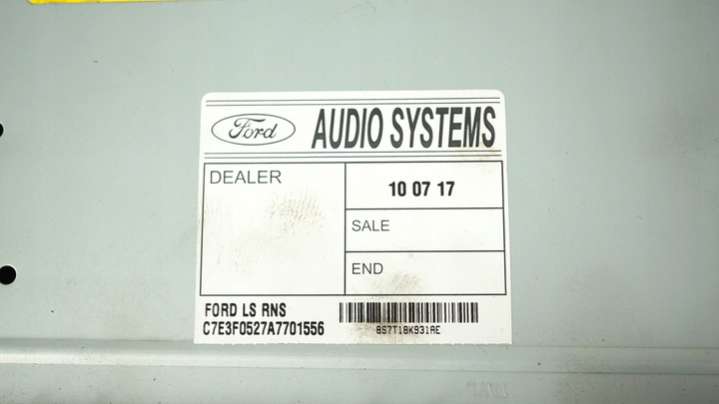 Ford AUDIO SYSTEMS
DEALER
10 07 17
SALE
END
FORD LS RNS
C7E3F0527A7701556
8S7T18K931AE